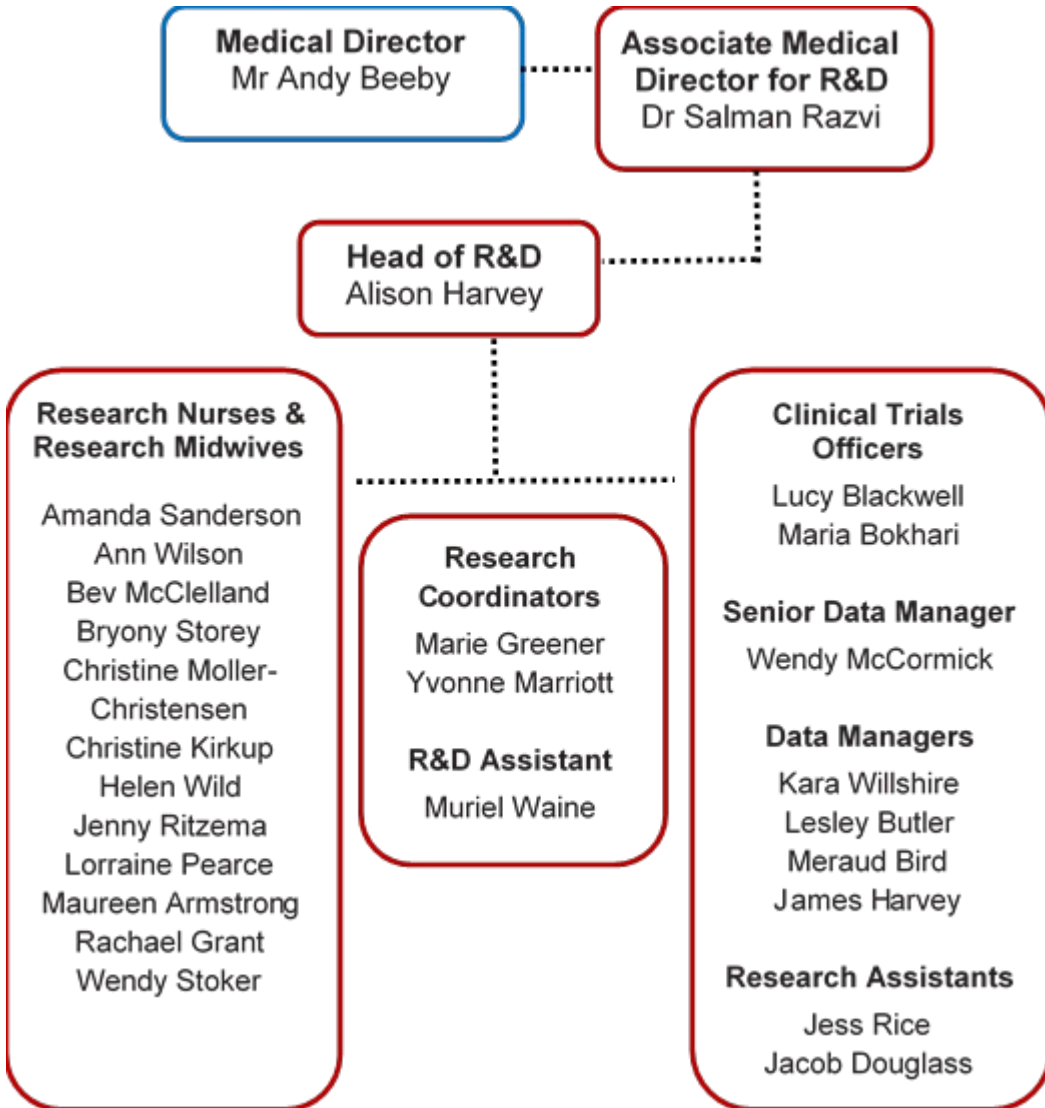 Medical Director
Mr Andy Beeby
Associate Medical
Director for R&D
Dr Salman Razvi
Head of R&D
Alison Harvey
Research Nurses &
Research Midwives
Amanda Sanderson
Ann Wilson
Bev McClelland
Bryony Storey
Christine Moller-
Christensen
Christine Kirkup
Helen Wild
Jenny Ritzema
Lorraine Pearce
Maureen Armstrong
Rachael Grant
Wendy Stoker
Research
Coordinators
Marie Greener
Yvonne Marriott
R&D Assistant
Muriel Waine
Clinical Trials
Officers
Lucy Blackwell
Maria Bokhari
Senior Data Manager
Wendy McCormick
Data Managers
Kara Willshire
Lesley Butler
Meraud Bird
James Harvey
Research Assistants
Jess Rice
Jacob Douglass